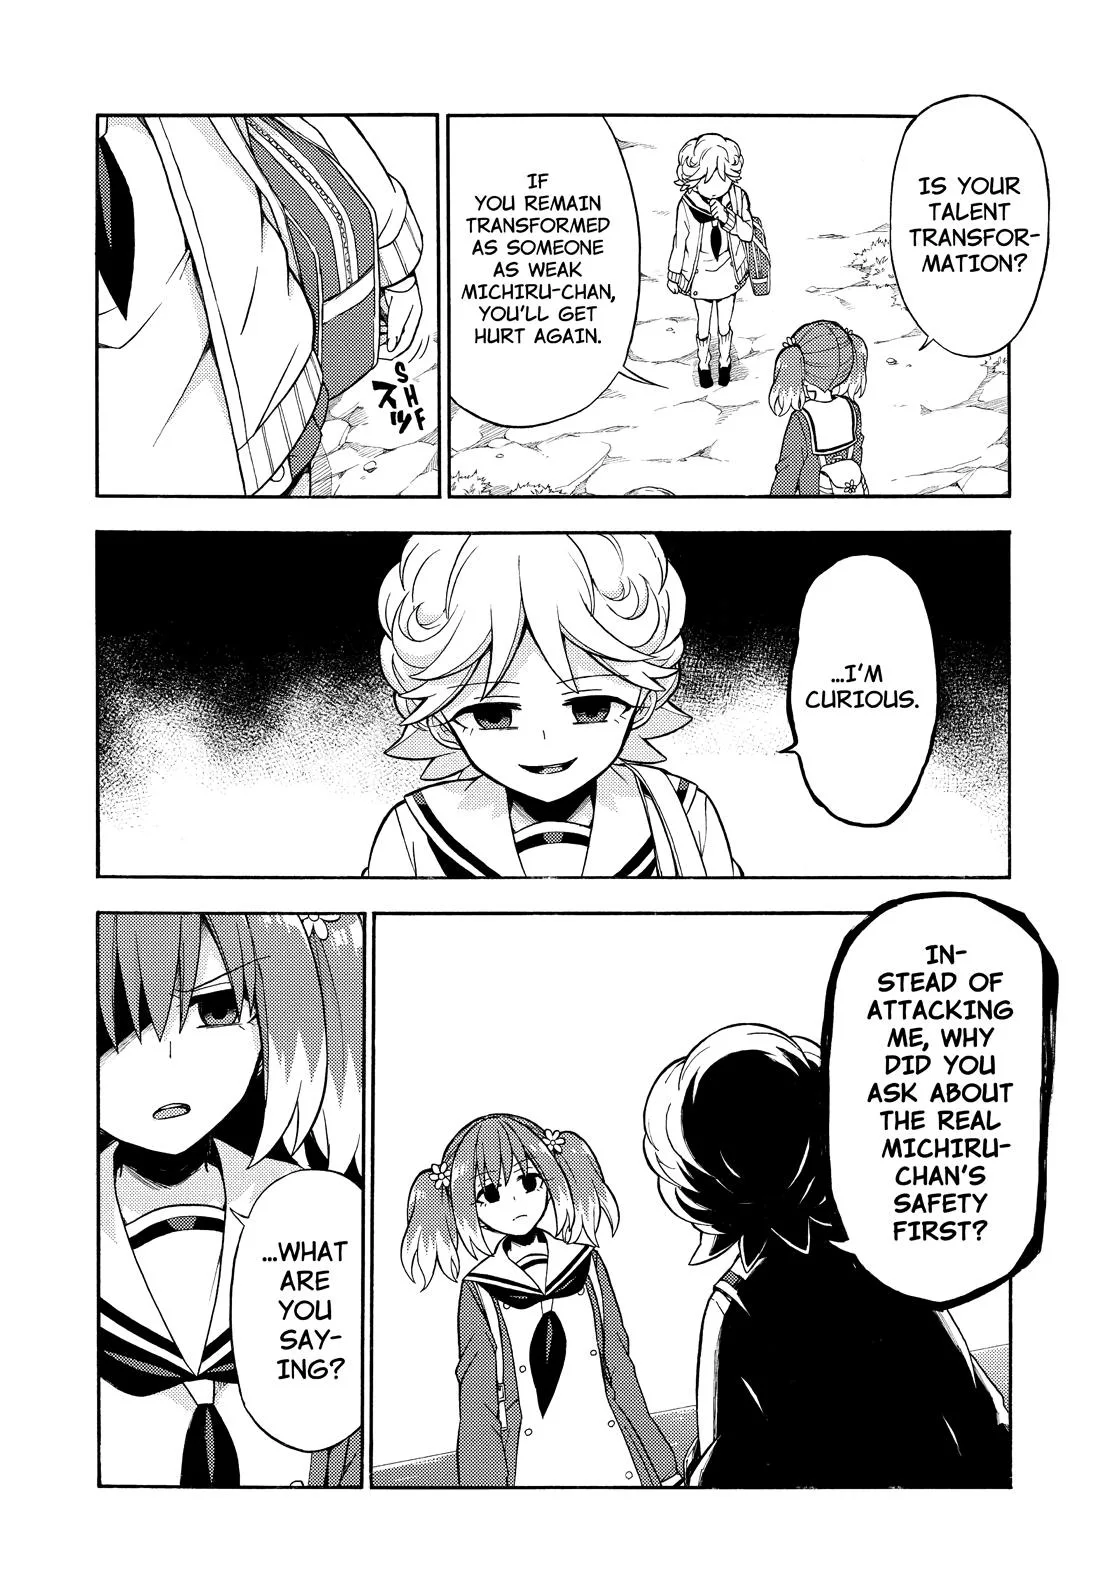 IS YOUR
TALENT
TRANSFOR-
MATION?
IF
YOU REMAIN
TRANSFORMED
AS SOMEONE
AS WEAK
MICHIRU-CHAN,
YOU'LL GET
HURT AGAIN.
スッ
SHF
...I'M
CURIOUS.
IN-
STEAD OF
ATTACKING
ME, WHY
DID YOU
ASK ABOUT
THE REAL
MICHIRU-
CHAN'S
SAFETY
FIRST?
...WHAT
ARE
YOU
SAY-
ING?